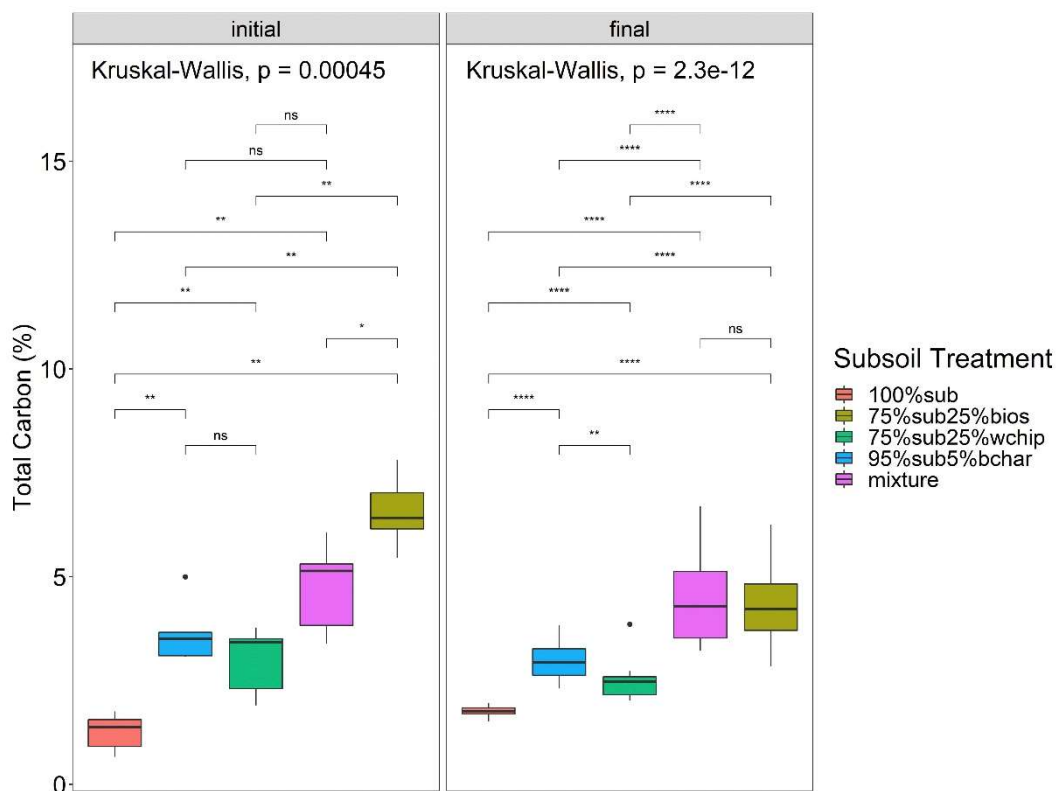 initial
final
Kruskal-Wallis, p = 0.00045
Kruskal-Wallis, p = 2.3e-12
ns
****
ns
****
**
****
**
****
**
****
**
****
*
ns
**
****
**
****
ns
**
15
10
5
0
Total Carbon (%)
Subsoil Treatment
100%sub
75%sub25%bios
75%sub25%wchip
95%sub5%bchar
mixture